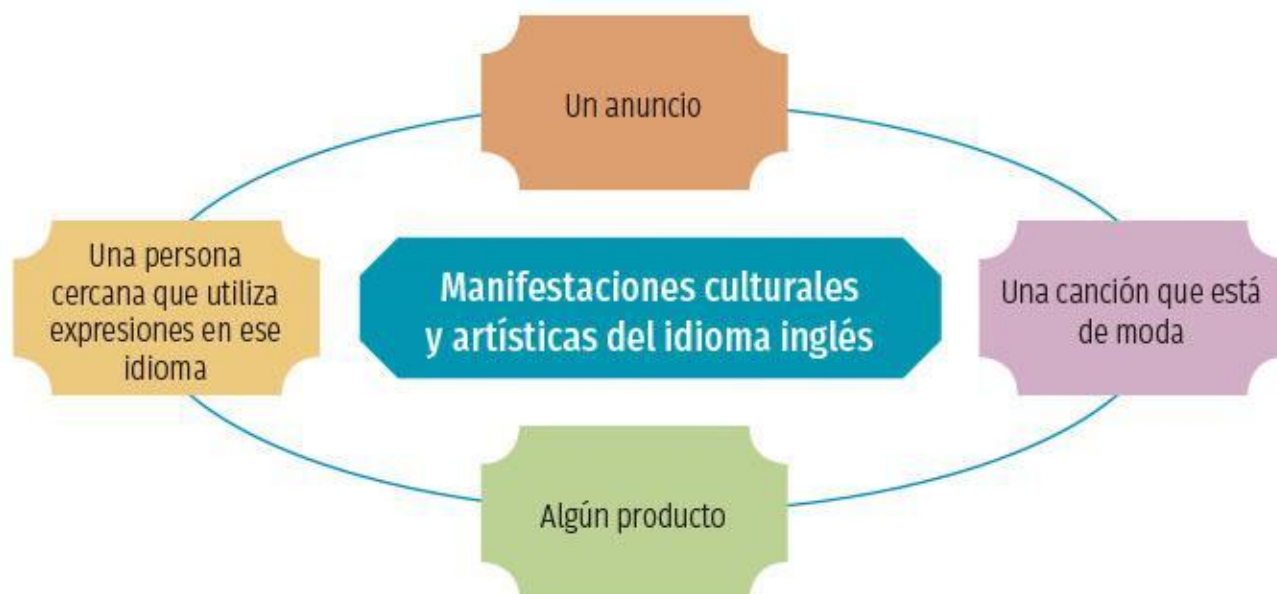 Un anuncio
Una persona
cercana que utiliza
expresiones en ese
idioma
Manifestaciones culturales
y artísticas del idioma inglés
Una canción que está
de moda
Algún producto